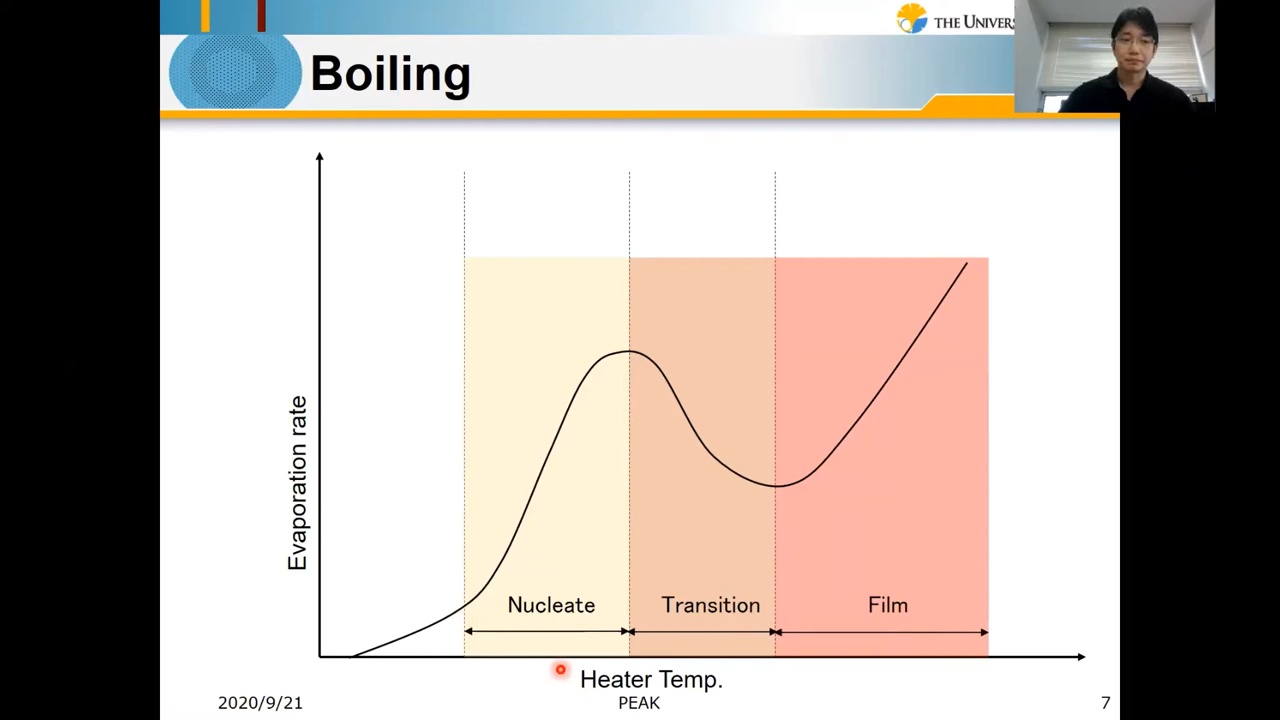 THE UNIVERS
Boiling
Evaporation rate
Nucleate
Transition
Film
Heater Temp.
2020/9/21
PEAK
7